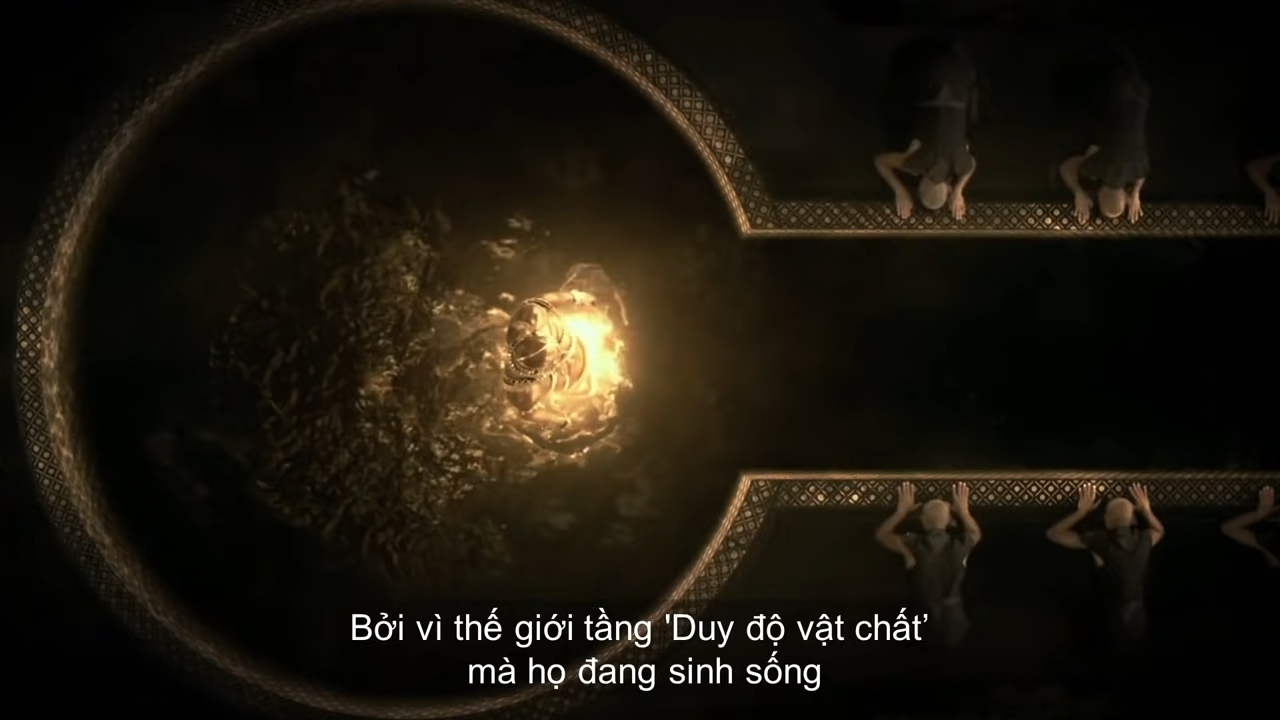 Bởi vì thế giới tầng 'Duy độ vật chất’
mà họ đang sinh sống